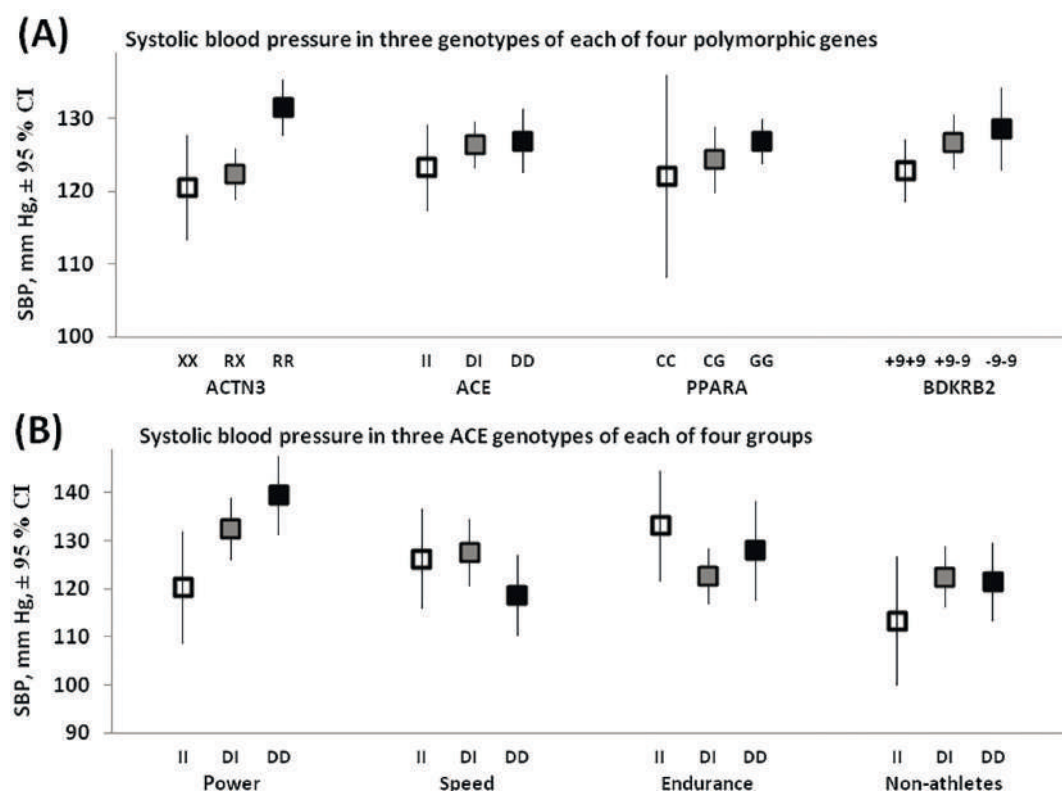 (A) Systolic blood pressure in three genotypes of each of four polymorphic genes
SBP, mm Hg, ± 95 % CI
130
120
110
100
XX RX RR II DI DD CC CG GG +9+9 +9-9 -9-9
ACTN3 ACE PPARA BDKRB2
(B) Systolic blood pressure in three ACE genotypes of each of four groups
SBP, mm Hg, ± 95 % CI
140
130
120
110
100
90
II DI DD II DI DD II DI DD II DI DD
Power Speed Endurance Non-athletes